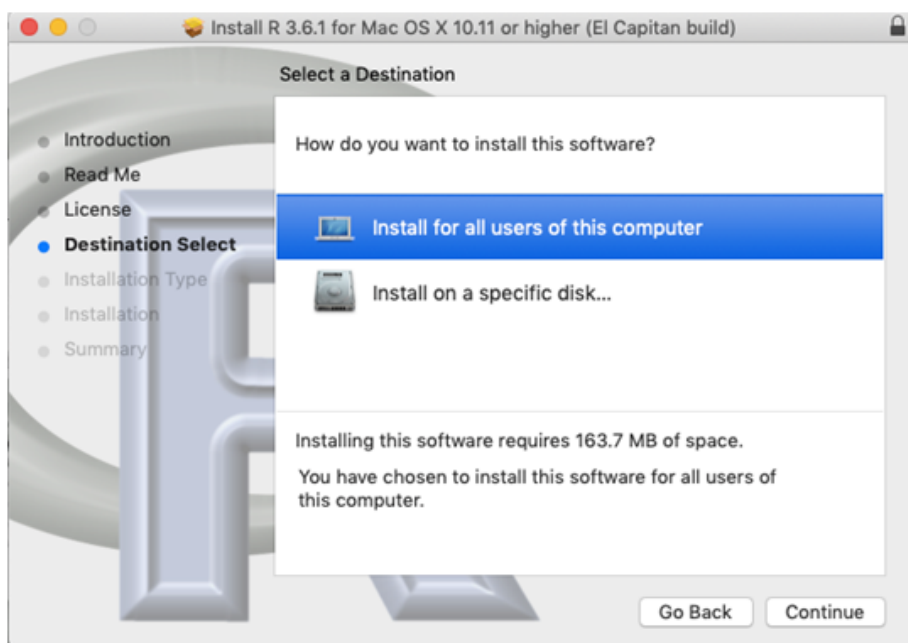 Install R 3.6.1 for Mac OS X 10.11 or higher (El Capitan build)
Select a Destination
Introduction
Read Me
License
Destination Select
Installation Type
Installation
Summary
How do you want to install this software?
Install for all users of this computer
Install on a specific disk...
Installing this software requires 163.7 MB of space.
You have chosen to install this software for all users of
this computer.
Go Back
Continue